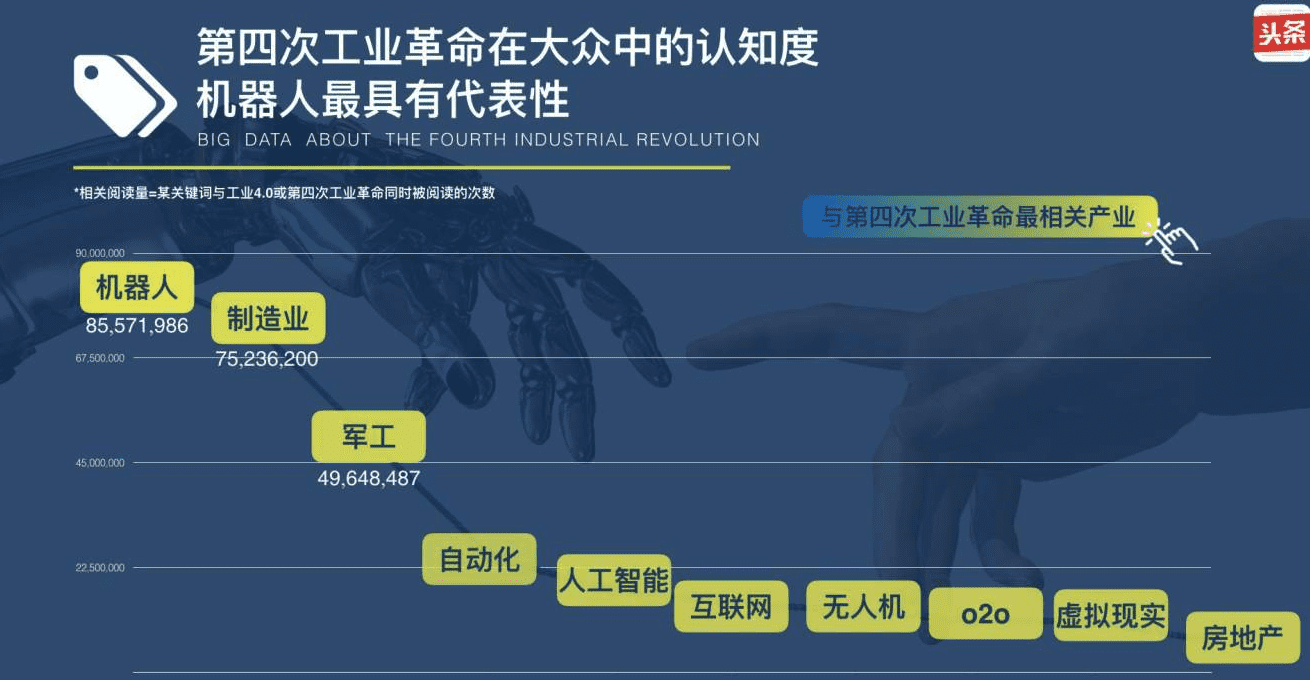 头条
第四次工业革命在大众中的认知度
机器人最具有代表性
BIG DATA ABOUT THE FOURTH INDUSTRIAL REVOLUTION
*相关阅读量=某关键词与工业4.0或第四次工业革命同时被阅读的次数
与第四次工业革命最相关产业
90,000,000
机器人
85,571,986
制造业
75,236,200
67,500,000
军工
45,000,000
49,648,487
自动化
22,500,000
人工智能
互联网
无人机
o2o
虚拟现实
房地产